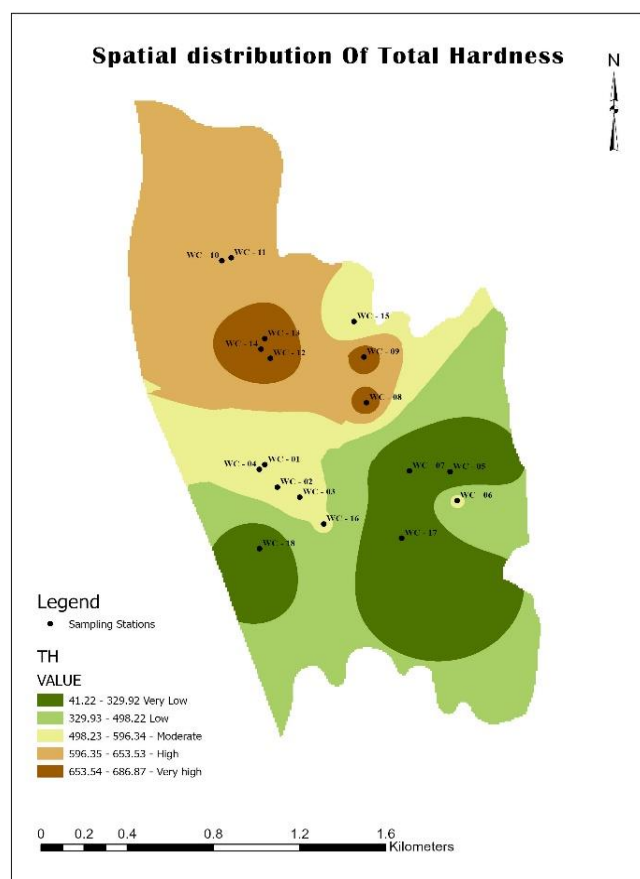 Spatial distribution Of Total Hardness
N
WC - 10 WC - 11
WC - 15
WC - 13
WC - 14
WC - 12
WC - 09
WC - 08
WC - 01
WC - 04
WC - 07 WC - 05
WC - 02
WC - 03
WC - 06
WC - 16
WC - 17
WC - 18
Legend
Sampling Stations
TH
VALUE
41.22 - 329.92 Very Low
329.93 - 498.22 Low
498.23 - 596.34 - Moderate
596.35 - 653.53 - High
653.54 - 686.87 - Very high
0 0.2 0.4 0.8 1.2 1.6
Kilometers